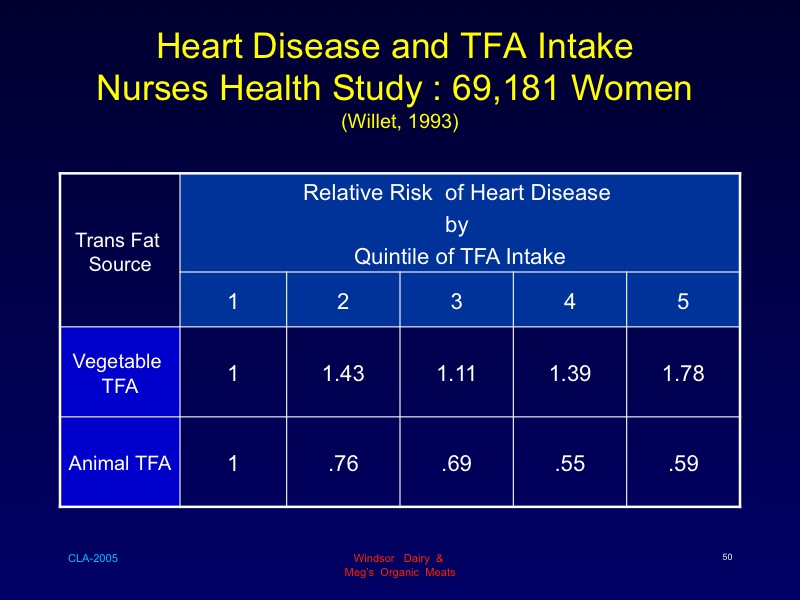 Heart Disease and TFA Intake
Nurses Health Study : 69,181 Women
(Willet, 1993)
Trans Fat
Source
Relative Risk of Heart Disease
by
Quintile of TFA Intake
1 2 3 4 5
Vegetable
TFA
1 1.43 1.11 1.39 1.78
Animal TFA 1 .76 .69 .55 .59
CLA-2005
Windsor Dairy &
Meg's Organic Meats
50